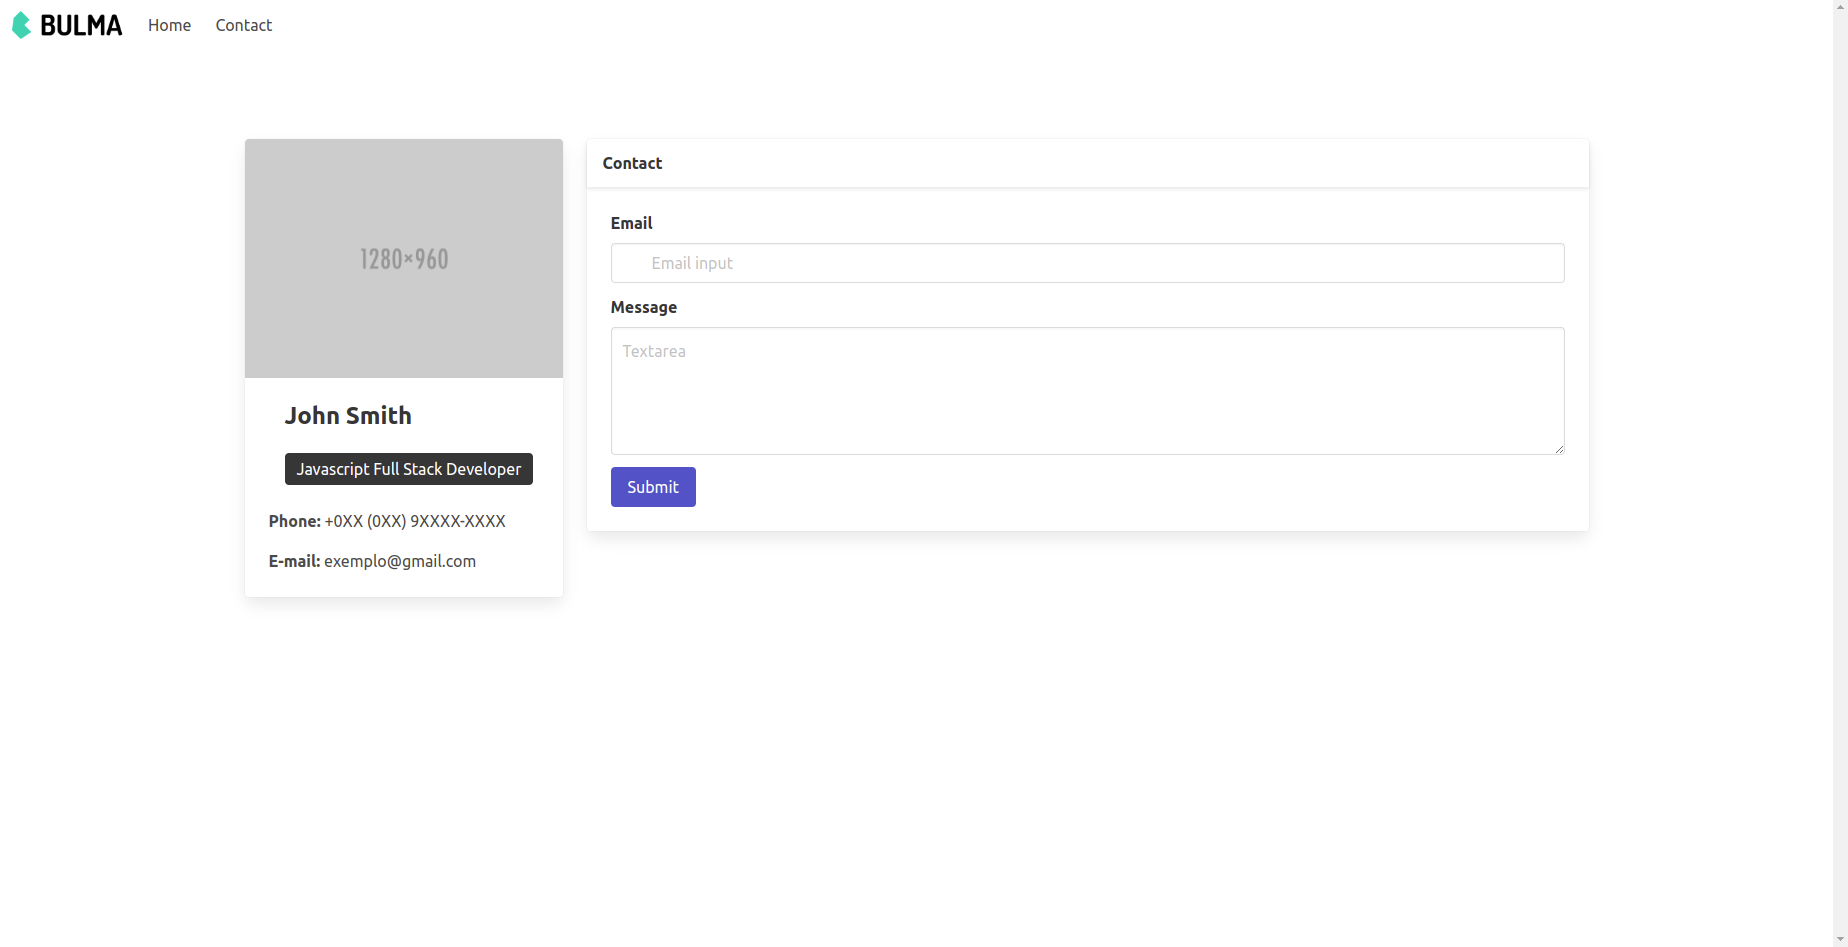 BULMA Home Contact
1280×960
John Smith
Javascript Full Stack Developer
Phone: +0XX (0XX) 9XXXX-XXXX
E-mail: exemplo@gmail.com
Contact
Email
Email input
Message
Textarea
Submit